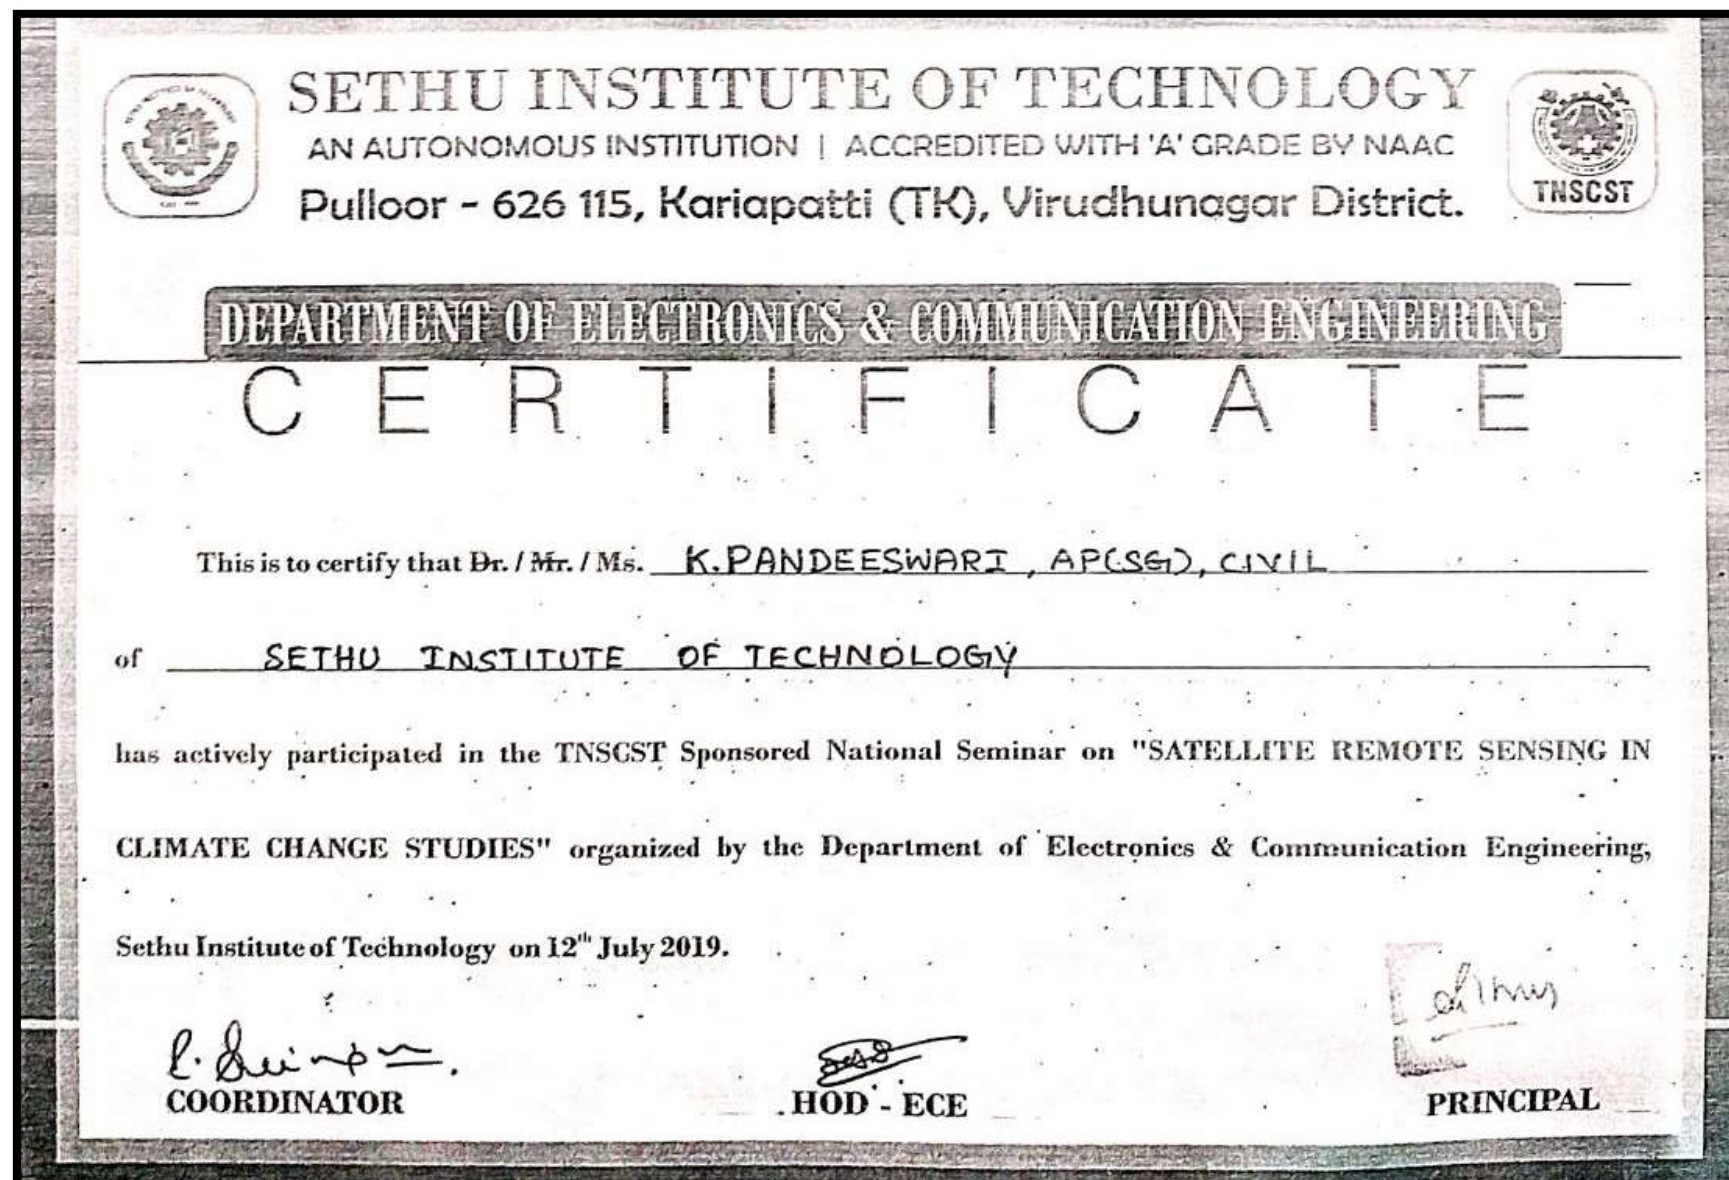 SETHU INSTITUTE OF TECHNOLOGY
AN AUTONOMOUS INSTITUTION | ACCREDITED WITH 'A' GRADE BY NAAC
Pulloor - 626 115, Kariapatti (TK), Virudhunagar District.
TNSCST
DEPARTMENT OF ELECTRONICS & COMMUNICATION ENGINEERING
CERTIFICATE
This is to certify that Dr. / Mr. / Ms. K.PANDEESWARI, AP(SG), CIVIL
of SETHU INSTITUTE OF TECHNOLOGY
has actively participated in the TNSCST Sponsored National Seminar on "SATELLITE REMOTE SENSING IN
CLIMATE CHANGE STUDIES" organized by the Department of Electronics & Communication Engineering,
Sethu Institute of Technology on 12th July 2019.
COORDINATOR
HOD - ECE
PRINCIPAL